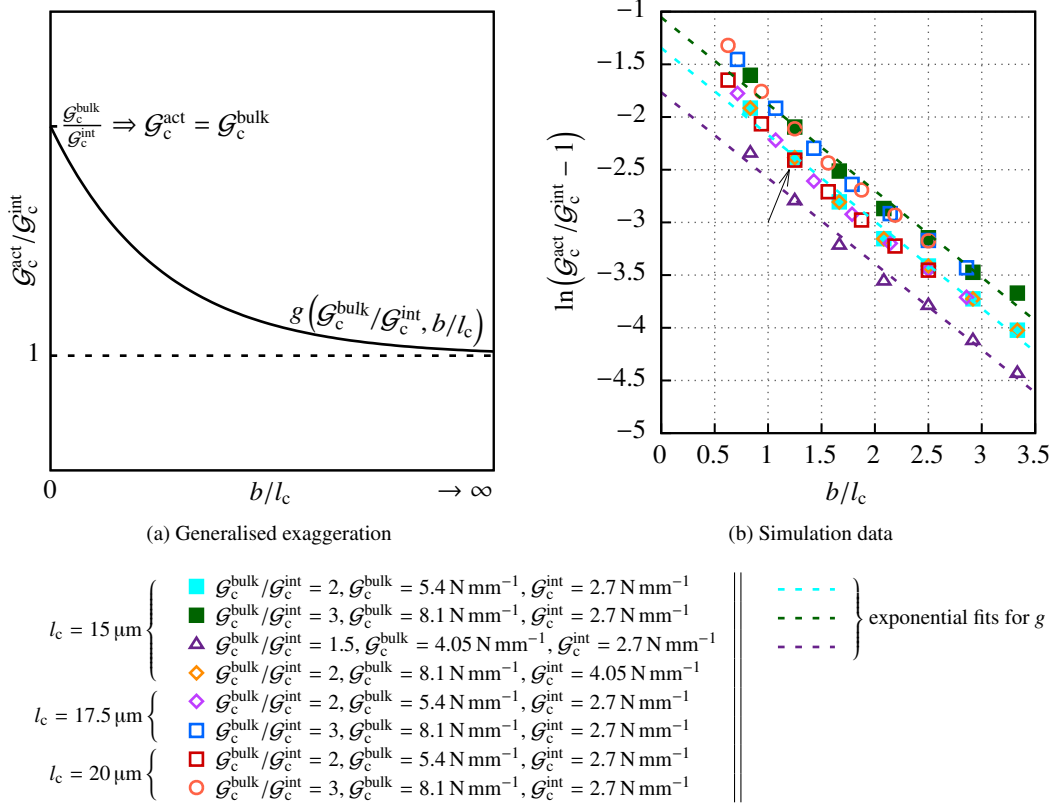 𝒢_c^bulk/𝒢_c^int ⇒ 𝒢_c^act = 𝒢_c^bulk
g (𝒢_c^bulk/𝒢_c^int, b/l_c)
1
𝒢_c^act/𝒢_c^int
0
b/l_c
→ ∞
(a) Generalised exaggeration
−1
−1.5
−2
−2.5
−3
−3.5
−4
−4.5
−5
ln(𝒢_c^act/𝒢_c^int − 1)
0 0.5 1 1.5 2 2.5 3 3.5
b/l_c
(b) Simulation data
l_c = 15 µm
𝒢_c^bulk/𝒢_c^int = 2, 𝒢_c^bulk = 5.4 N mm⁻¹, 𝒢_c^int = 2.7 N mm⁻¹
𝒢_c^bulk/𝒢_c^int = 3, 𝒢_c^bulk = 8.1 N mm⁻¹, 𝒢_c^int = 2.7 N mm⁻¹
𝒢_c^bulk/𝒢_c^int = 1.5, 𝒢_c^bulk = 4.05 N mm⁻¹, 𝒢_c^int = 2.7 N mm⁻¹
𝒢_c^bulk/𝒢_c^int = 2, 𝒢_c^bulk = 8.1 N mm⁻¹, 𝒢_c^int = 4.05 N mm⁻¹
l_c = 17.5 µm
𝒢_c^bulk/𝒢_c^int = 2, 𝒢_c^bulk = 5.4 N mm⁻¹, 𝒢_c^int = 2.7 N mm⁻¹
𝒢_c^bulk/𝒢_c^int = 3, 𝒢_c^bulk = 8.1 N mm⁻¹, 𝒢_c^int = 2.7 N mm⁻¹
l_c = 20 µm
𝒢_c^bulk/𝒢_c^int = 2, 𝒢_c^bulk = 5.4 N mm⁻¹, 𝒢_c^int = 2.7 N mm⁻¹
𝒢_c^bulk/𝒢_c^int = 3, 𝒢_c^bulk = 8.1 N mm⁻¹, 𝒢_c^int = 2.7 N mm⁻¹
exponential fits for g